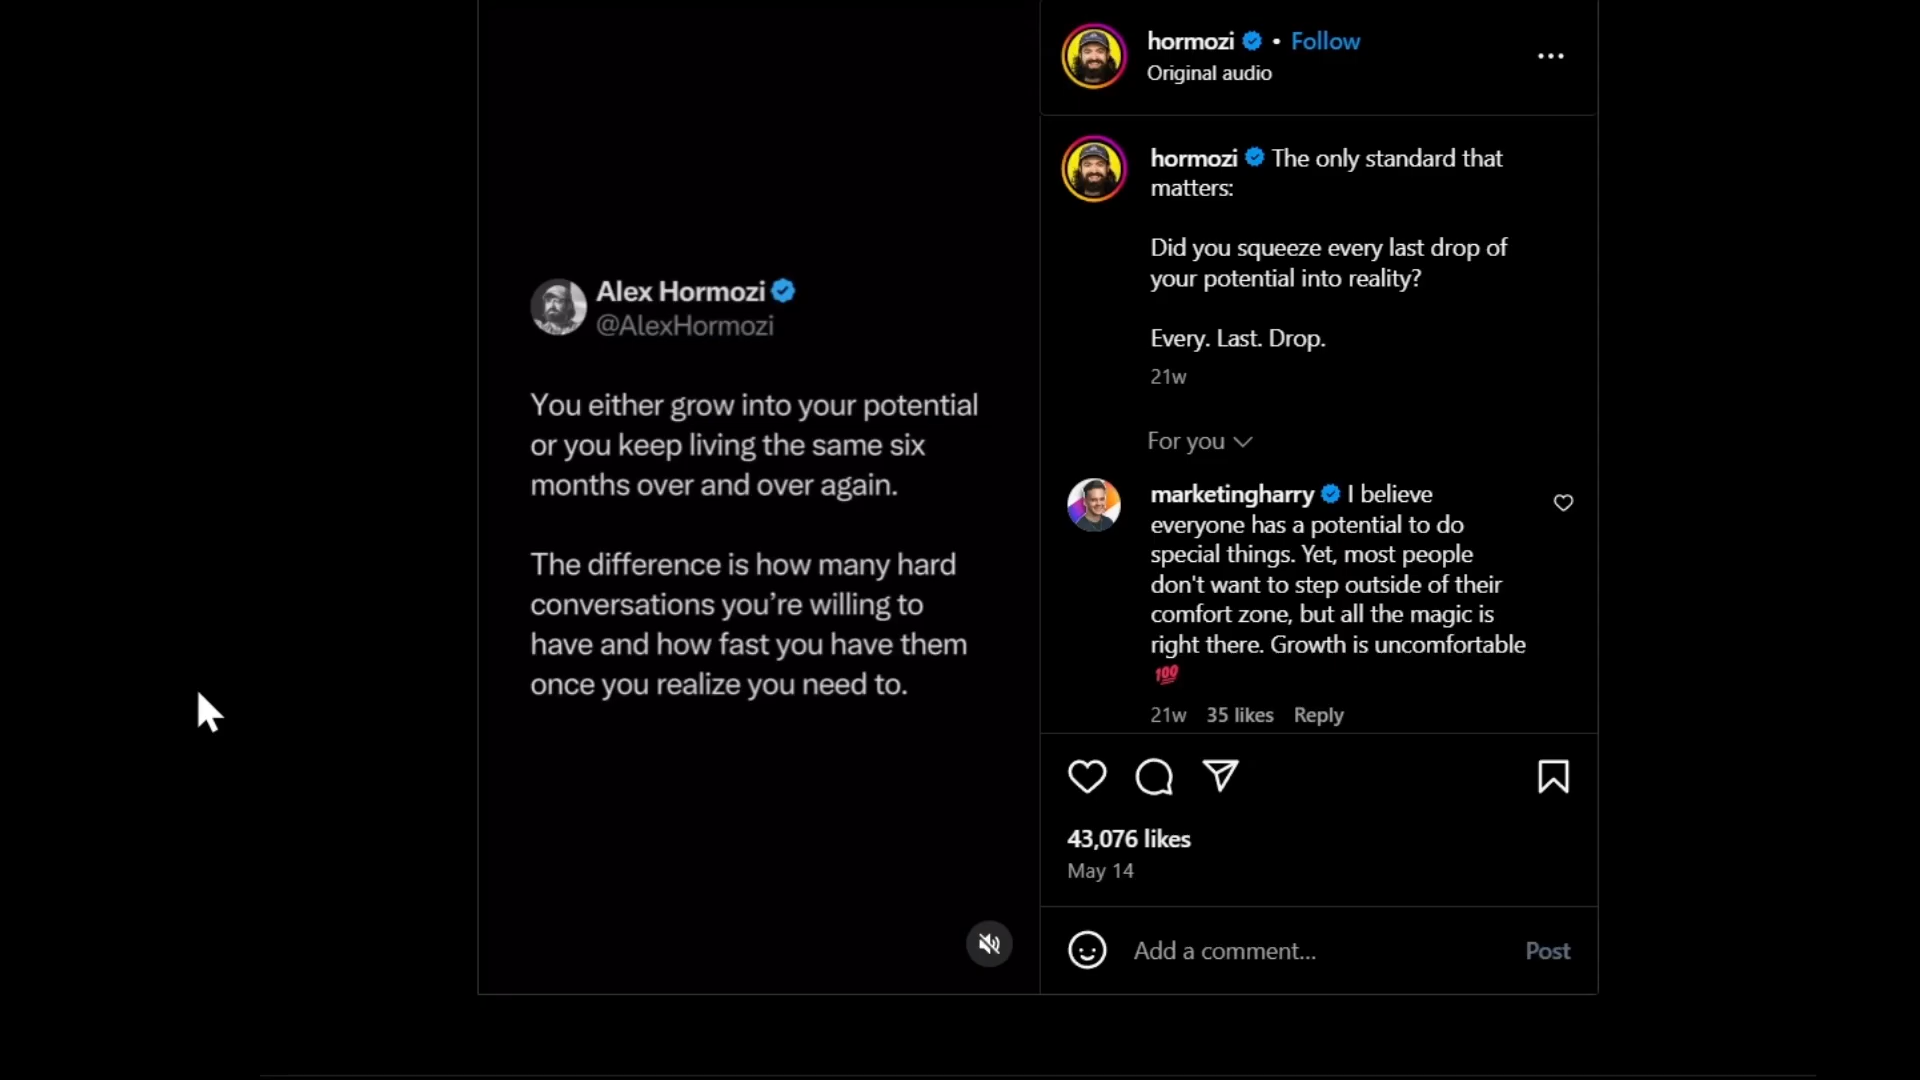 Alex Hormozi
@AlexHormozi
You either grow into your potential
or you keep living the same six
months over and over again.
The difference is how many hard
conversations you’re willing to
have and how fast you have them
once you realize you need to.
hormozi • Follow
Original audio
hormozi The only standard that
matters:
Did you squeeze every last drop of
your potential into reality?
Every. Last. Drop.
21w
For you
marketingharry I believe
everyone has a potential to do
special things. Yet, most people
don't want to step outside of their
comfort zone, but all the magic is
right there. Growth is uncomfortable
💯
21w 35 likes Reply
43,076 likes
May 14
Add a comment...
Post